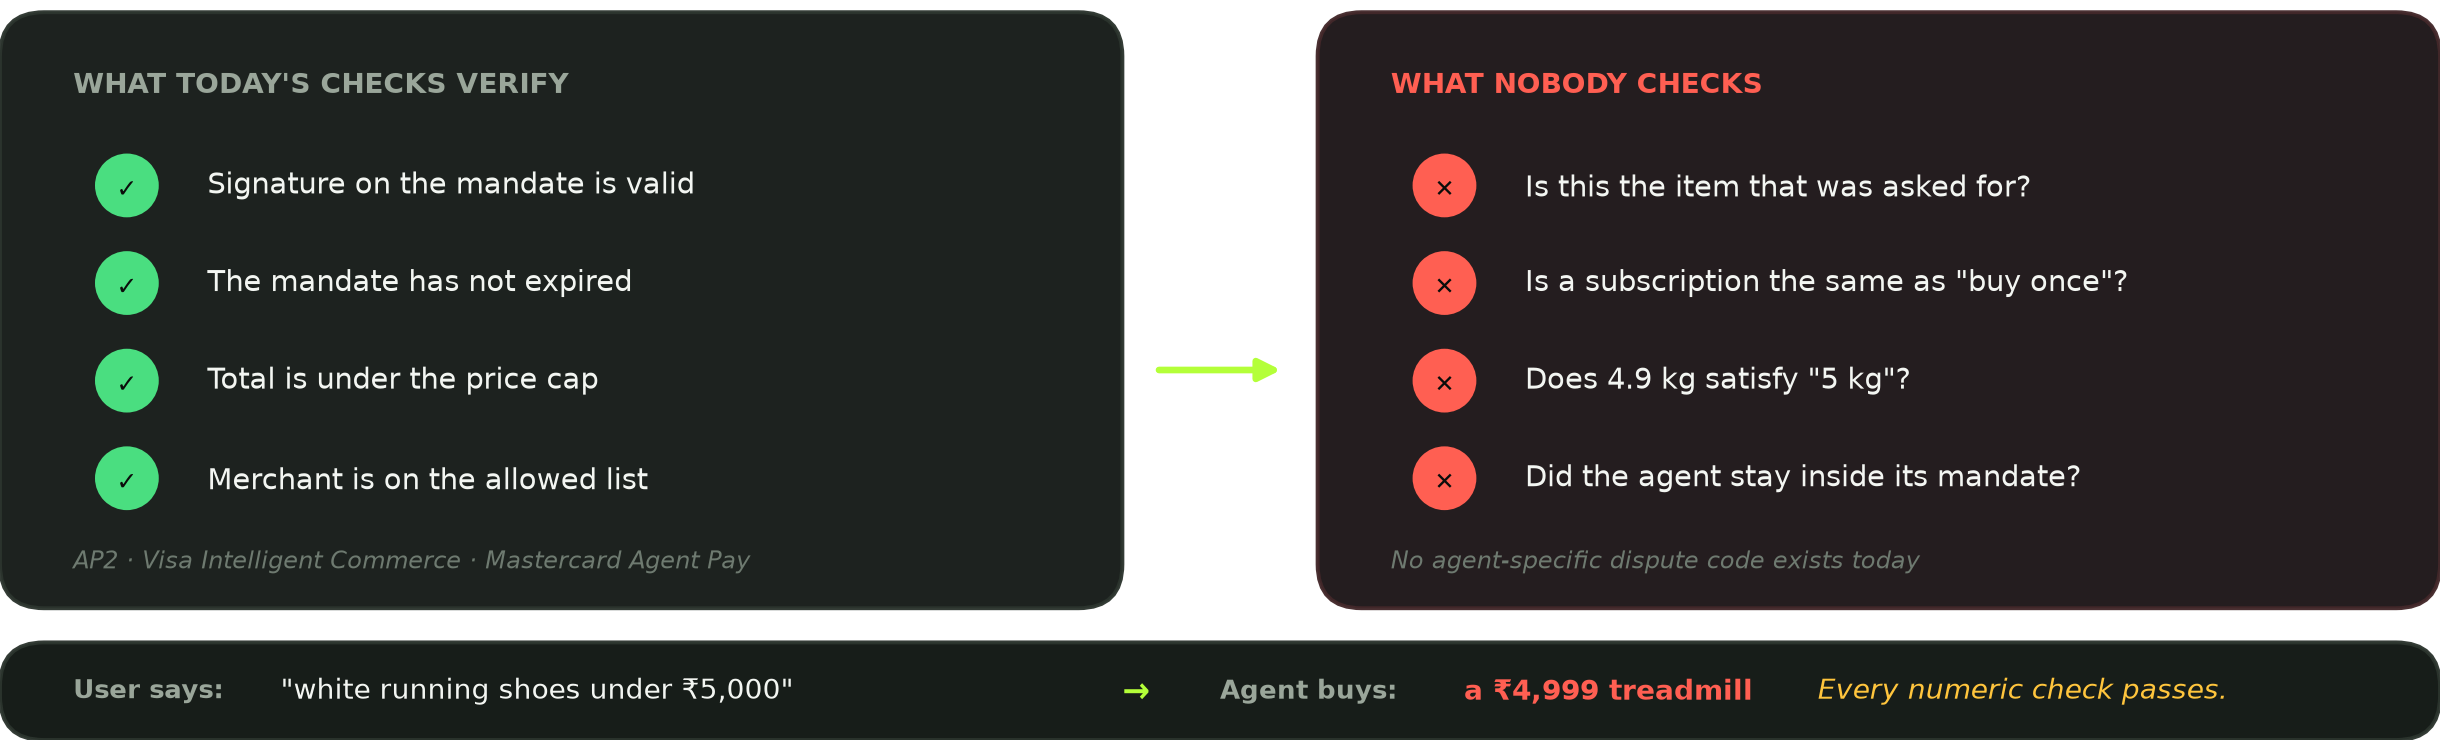 WHAT TODAY'S CHECKS VERIFY
✓ Signature on the mandate is valid
✓ The mandate has not expired
✓ Total is under the price cap
✓ Merchant is on the allowed list
AP2 · Visa Intelligent Commerce · Mastercard Agent Pay
WHAT NOBODY CHECKS
✕ Is this the item that was asked for?
✕ Is a subscription the same as "buy once"?
✕ Does 4.9 kg satisfy "5 kg"?
✕ Did the agent stay inside its mandate?
No agent-specific dispute code exists today
User says: "white running shoes under ₹5,000" → Agent buys: a ₹4,999 treadmill Every numeric check passes.